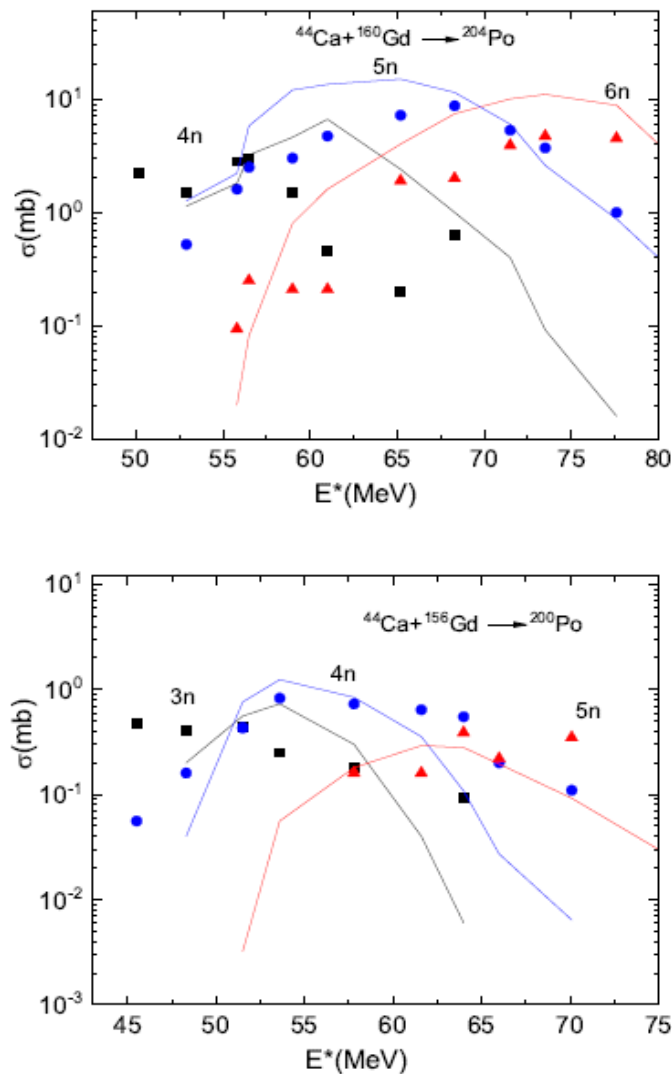 ⁴⁴Ca+¹⁶⁰Gd ⟶ ²⁰⁴Po
5n
6n
4n
10¹
10⁰
10⁻¹
10⁻²
σ(mb)
50 55 60 65 70 75 80
E*(MeV)
⁴⁴Ca+¹⁵⁶Gd ⟶ ²⁰⁰Po
4n
3n
5n
10¹
10⁰
10⁻¹
10⁻²
10⁻³
σ(mb)
45 50 55 60 65 70 75
E*(MeV)